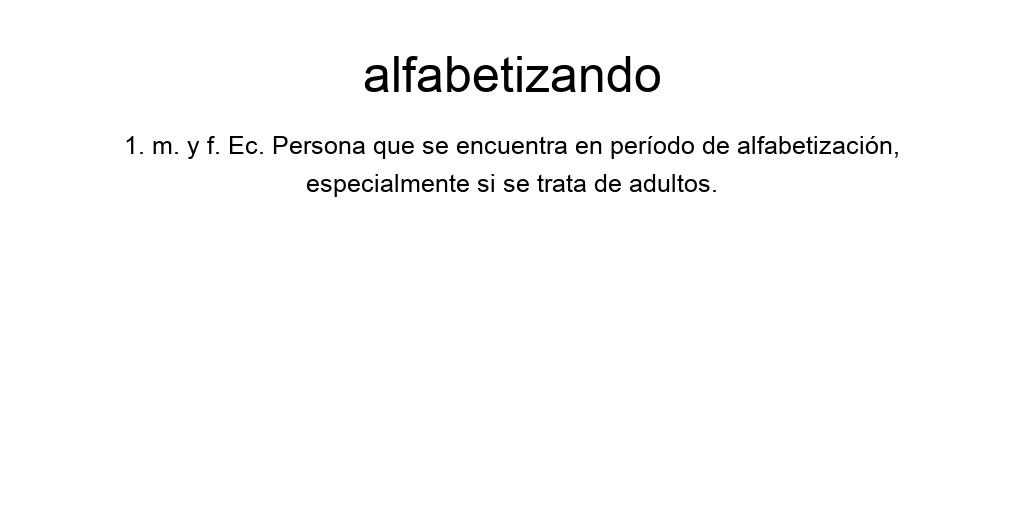 alfabetizando
1. m. y f. Ec. Persona que se encuentra en período de alfabetización,
especialmente si se trata de adultos.